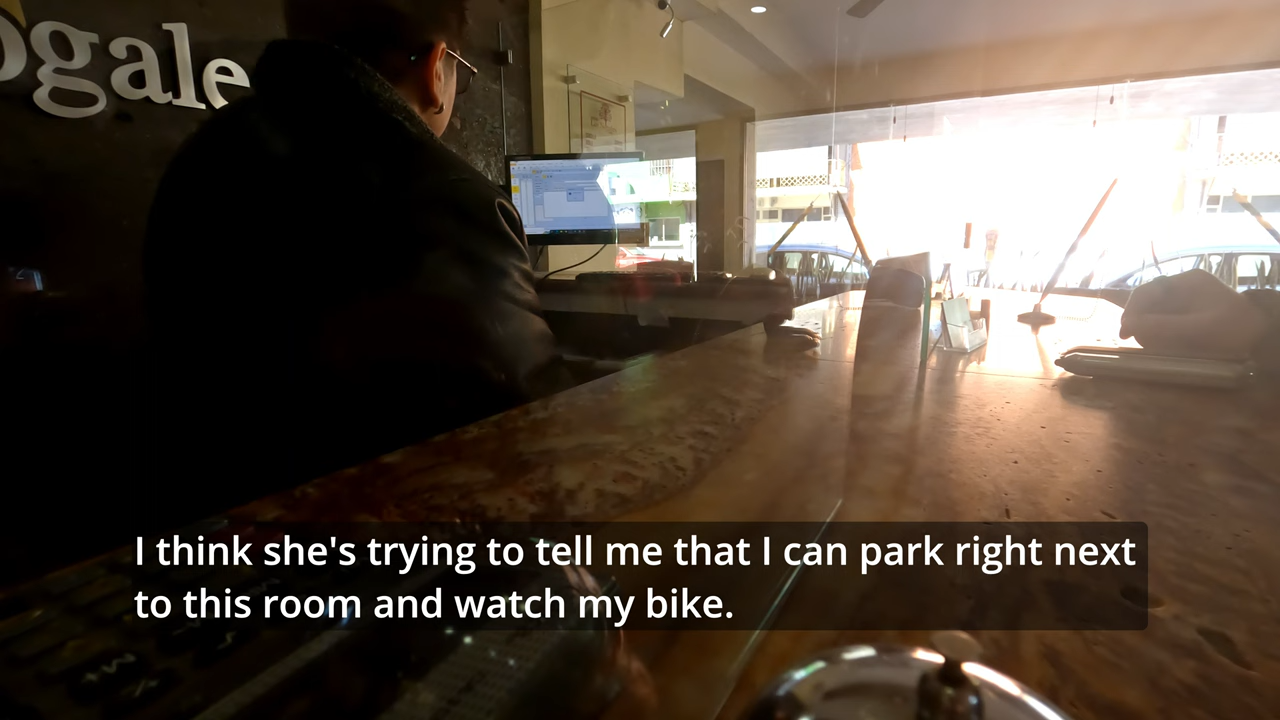 ogale
I think she's trying to tell me that I can park right next
to this room and watch my bike.